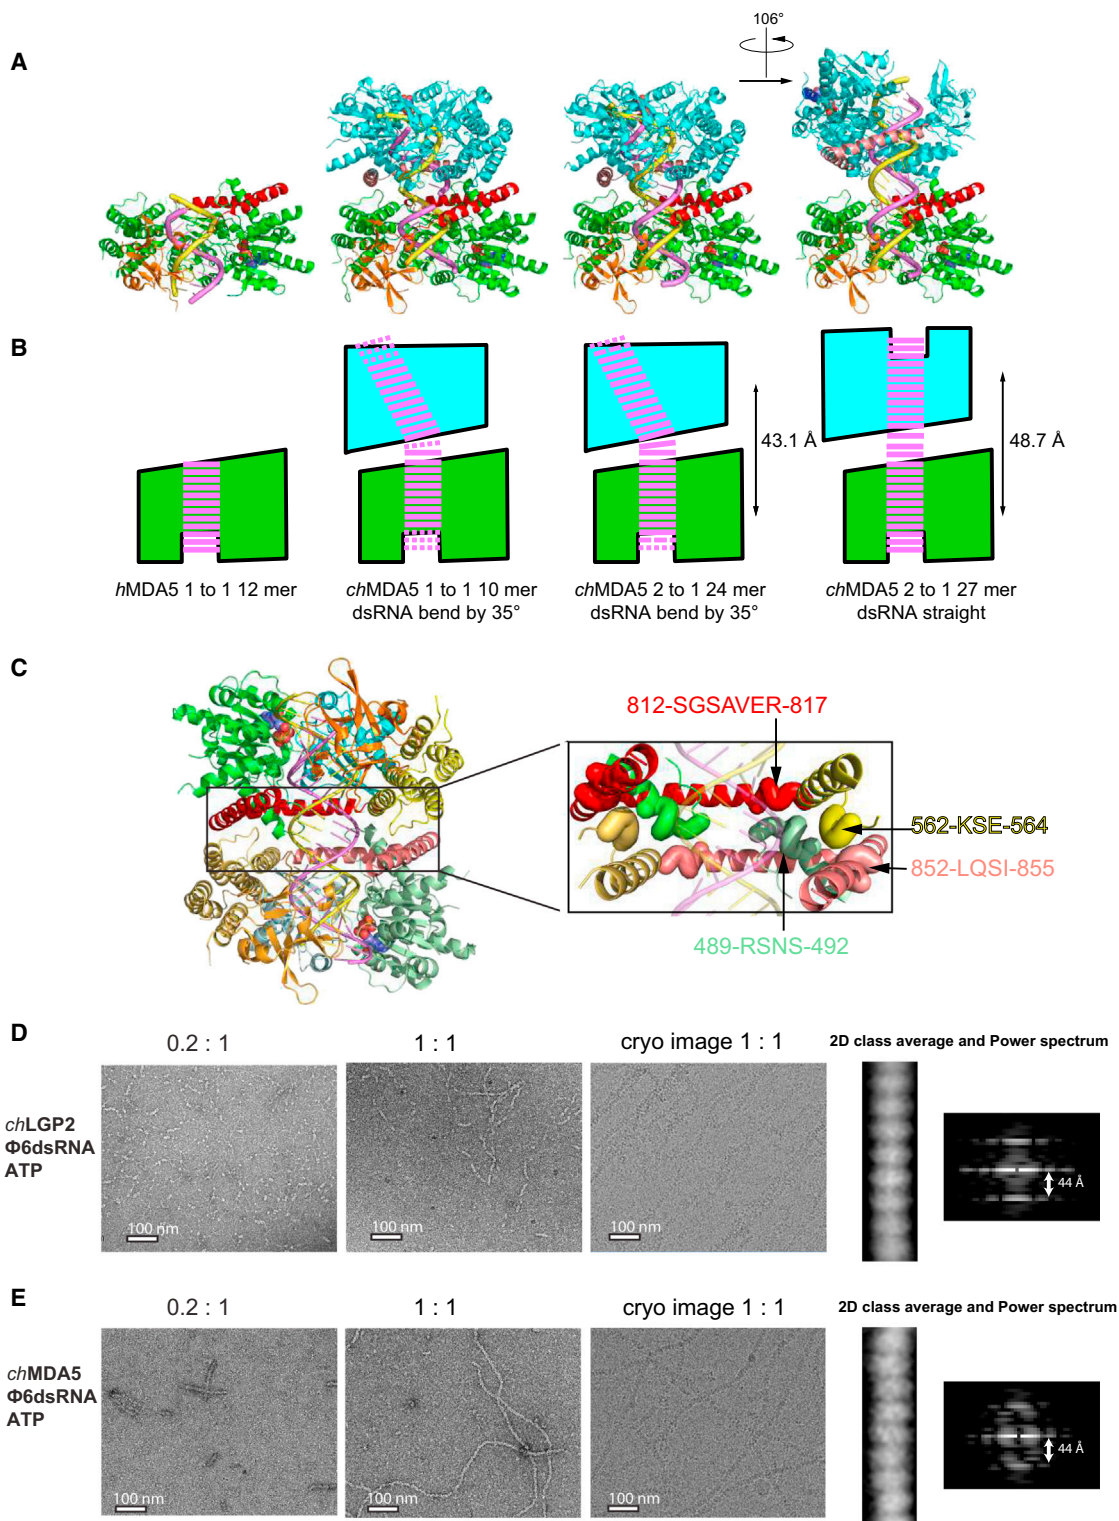 106°
A
B
43.1 Å
48.7 Å
hMDA5 1 to 1 12 mer
chMDA5 1 to 1 10 mer
dsRNA bend by 35°
chMDA5 2 to 1 24 mer
dsRNA bend by 35°
chMDA5 2 to 1 27 mer
dsRNA straight
C
812-SGSAVER-817
562-KSE-564
852-LQSI-855
489-RSNS-492
D
0.2 : 1
1 : 1
cryo image 1 : 1
2D class average and Power spectrum
chLGP2
Φ6dsRNA
ATP
100 nm
100 nm
100 nm
44 Å
E
0.2 : 1
1 : 1
cryo image 1 : 1
2D class average and Power spectrum
chMDA5
Φ6dsRNA
ATP
100 nm
100 nm
100 nm
44 Å